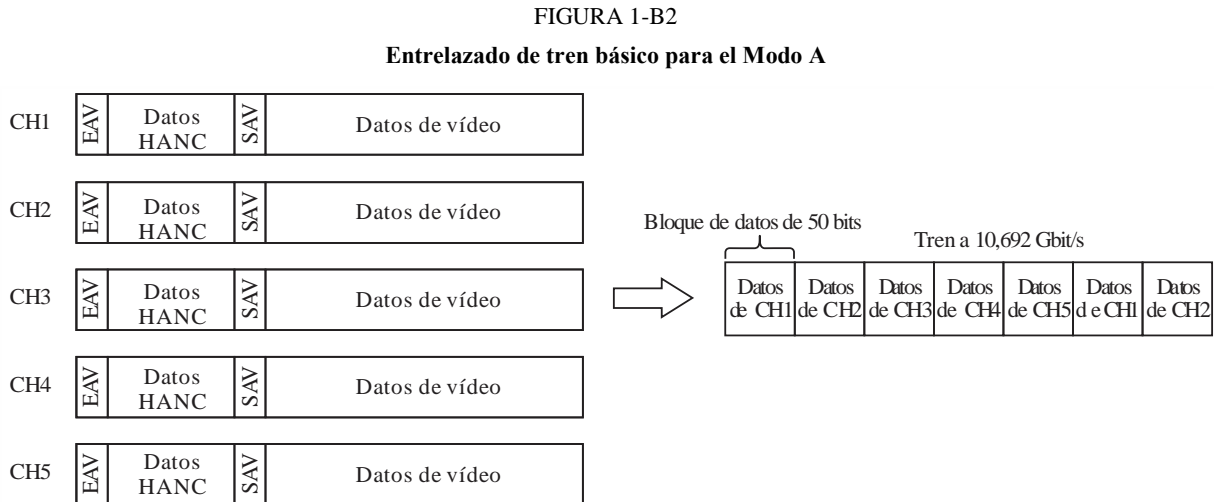 FIGURA 1-B2
Entrelazado de tren básico para el Modo A
CH1 EAV Datos HANC SAV Datos de vídeo
CH2 EAV Datos HANC SAV Datos de vídeo
CH3 EAV Datos HANC SAV Datos de vídeo
CH4 EAV Datos HANC SAV Datos de vídeo
CH5 EAV Datos HANC SAV Datos de vídeo
Bloque de datos de 50 bits
Tren a 10,692 Gbit/s
Datos de CH1 Datos de CH2 Datos de CH3 Datos de CH4 Datos de CH5 Datos de CH1 Datos de CH2